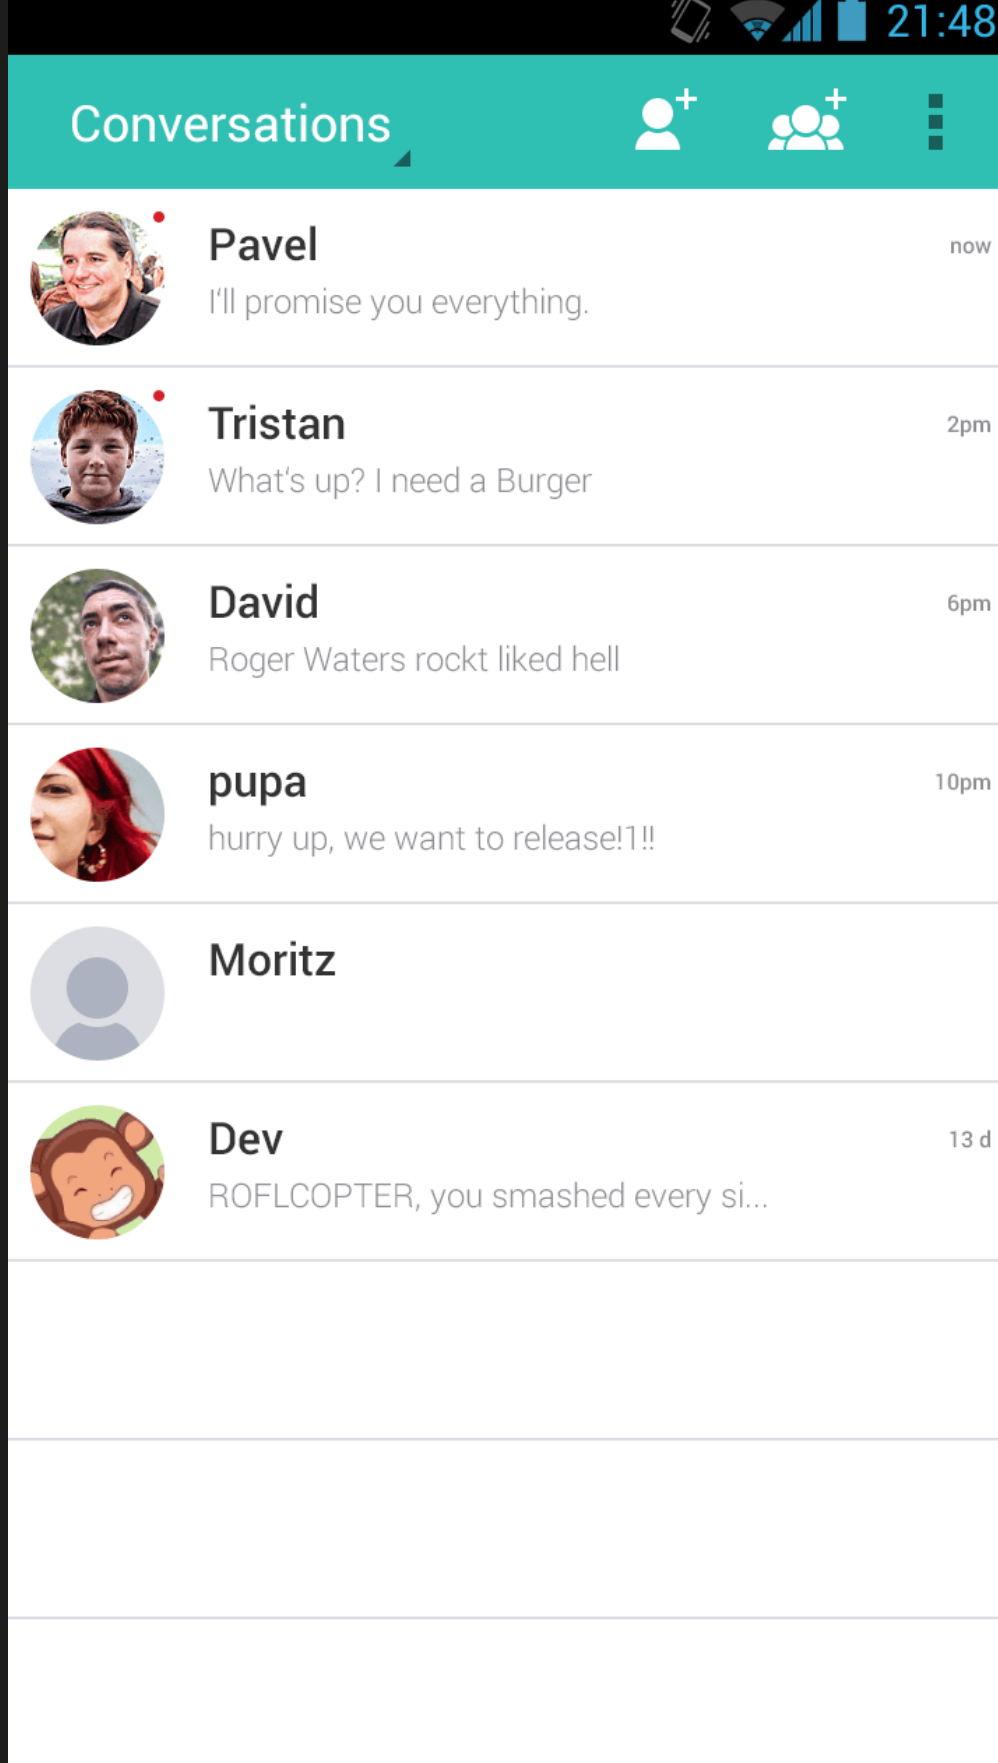 21:48
Conversations
Pavel
now
I'll promise you everything.
Tristan
2pm
What's up? I need a Burger
David
6pm
Roger Waters rockt liked hell
pupa
10pm
hurry up, we want to release!1!!
Moritz
Dev
13 d
ROFLCOPTER, you smashed every si...